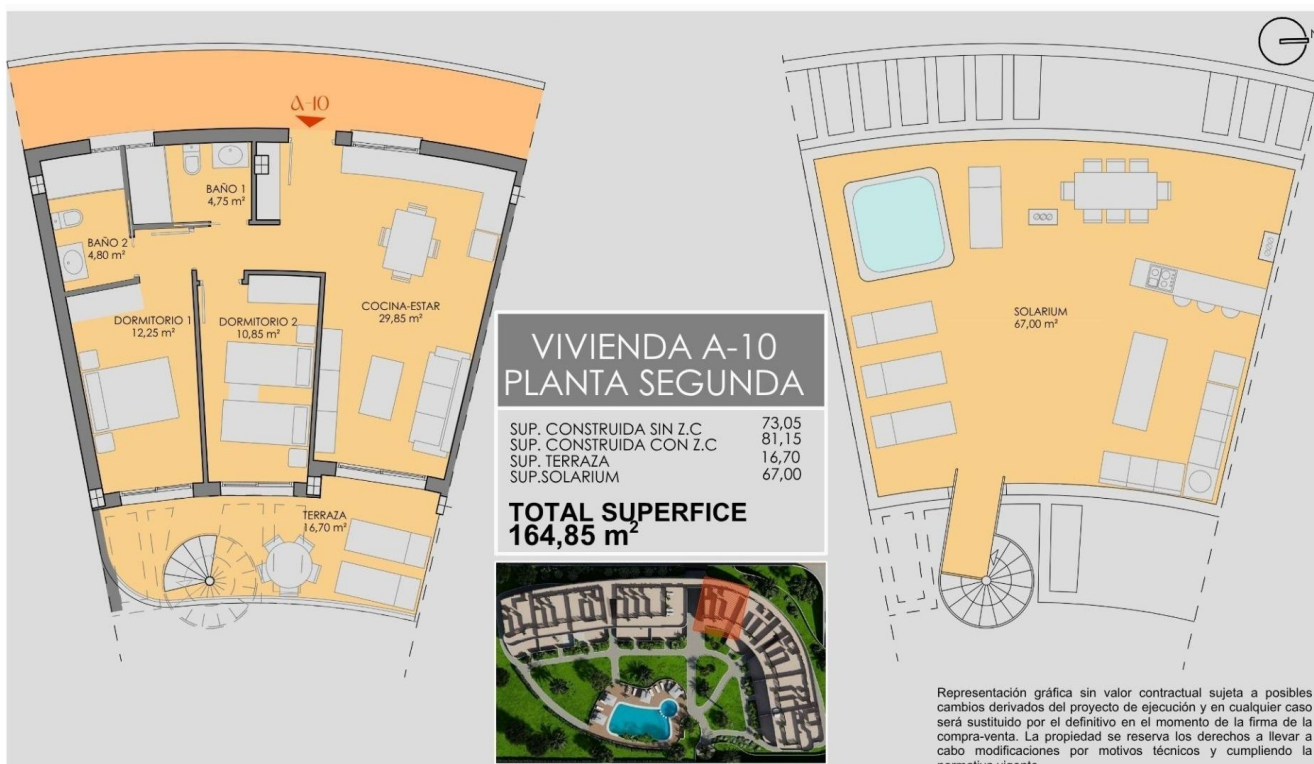 A-10
BAÑO 1
4,75 m²
BAÑO 2
4,80 m²
DORMITORIO 1
12,25 m²
DORMITORIO 2
10,85 m²
COCINA-ESTAR
29,85 m²
TERRAZA
16,70 m²
VIVIENDA A-10
PLANTA SEGUNDA
SUP. CONSTRUIDA SIN Z.C 73,05
SUP. CONSTRUIDA CON Z.C 81,15
SUP. TERRAZA 16,70
SUP.SOLARIUM 67,00
TOTAL SUPERFICE
164,85 m²
N
SOLARIUM
67,00 m²
Representación gráfica sin valor contractual sujeta a posibles
cambios derivados del proyecto de ejecución y en cualquier caso
será sustituido por el definitivo en el momento de la firma de la
compra-venta. La propiedad se reserva los derechos a llevar a
cabo modificaciones por motivos técnicos y cumpliendo la
normativa vigente